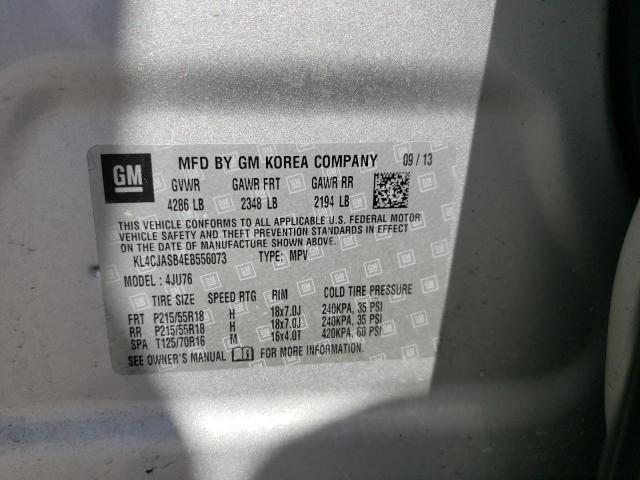 GM MFD BY GM KOREA COMPANY 09/13
GVWR GAWR FRT GAWR RR
4286 LB 2348 LB 2194 LB
THIS VEHICLE CONFORMS TO ALL APPLICABLE U.S. FEDERAL MOTOR
VEHICLE SAFETY AND THEFT PREVENTION STANDARDS IN EFFECT ON
THE DATE OF MANUFACTURE SHOWN ABOVE.
KL4CJASB4EB556073 TYPE: MPV
MODEL: 4JU76
TIRE SIZE SPEED RTG RIM COLD TIRE PRESSURE
FRT P215/55R18 H 18x7.0J 240KPA, 35 PSI
RR P215/55R18 H 18x7.0J 240KPA, 35 PSI
SPA T125/70R16 M 16x4.0T 420KPA, 60 PSI
SEE OWNER'S MANUAL FOR MORE INFORMATION.